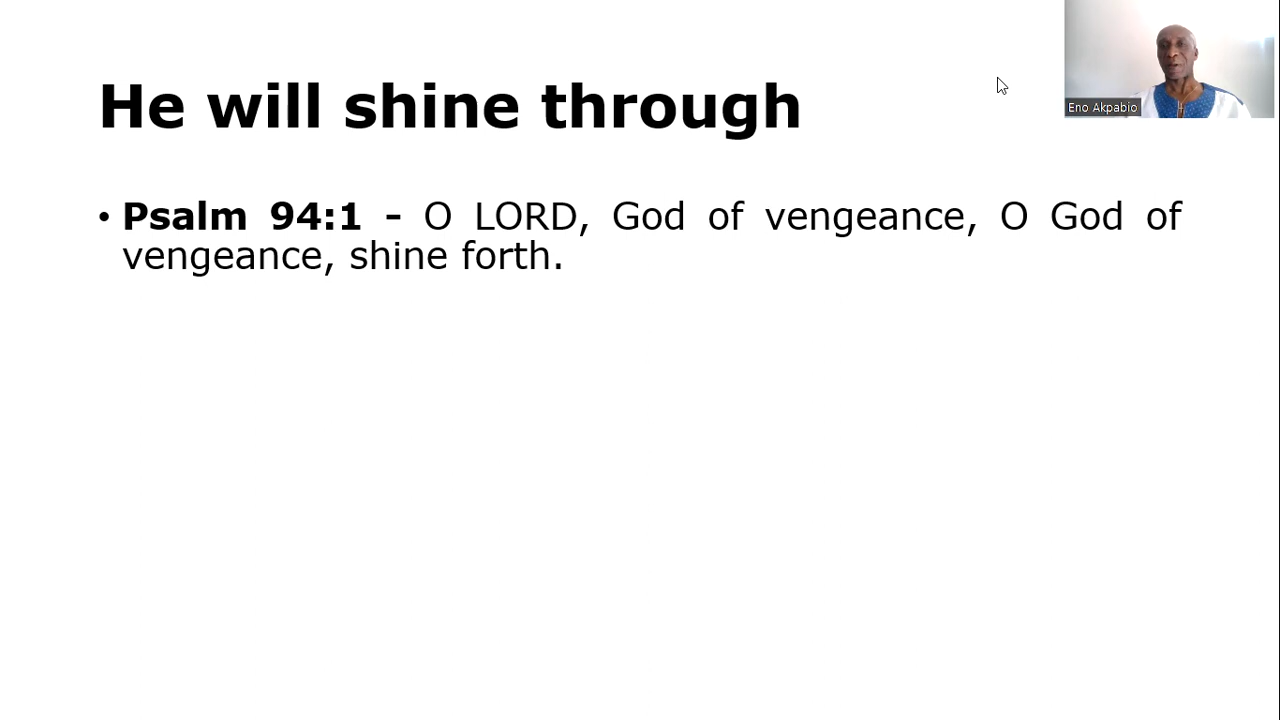 He will shine through
Eno Akpabio
• Psalm 94:1 - O LORD, God of vengeance, O God of
vengeance, shine forth.